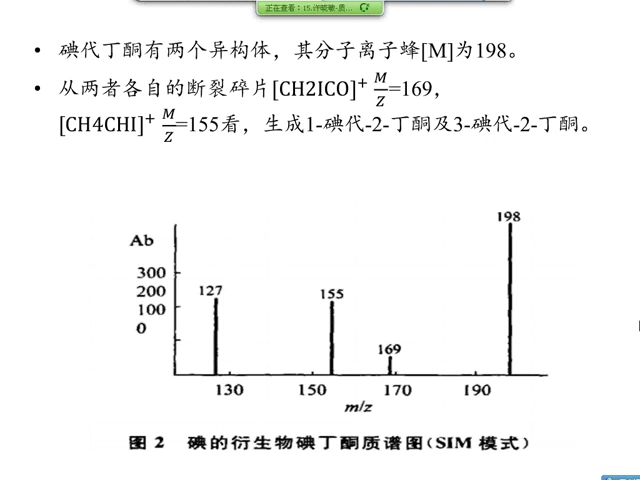 正在查看：15.许晓敏-质...
• 碘代丁酮有两个异构体，其分子离子蜂[M]为198。
• 从两者各自的断裂碎片[CH2ICO]⁺ M/Z=169，
[CH4CHI]⁺ M/Z=155看，生成1-碘代-2-丁酮及3-碘代-2-丁酮。
198
Ab
300
200
127
155
100
0
169
130 150 170 190
m/z
图 2 碘的衍生物碘丁酮质谱图(SIM 模式)